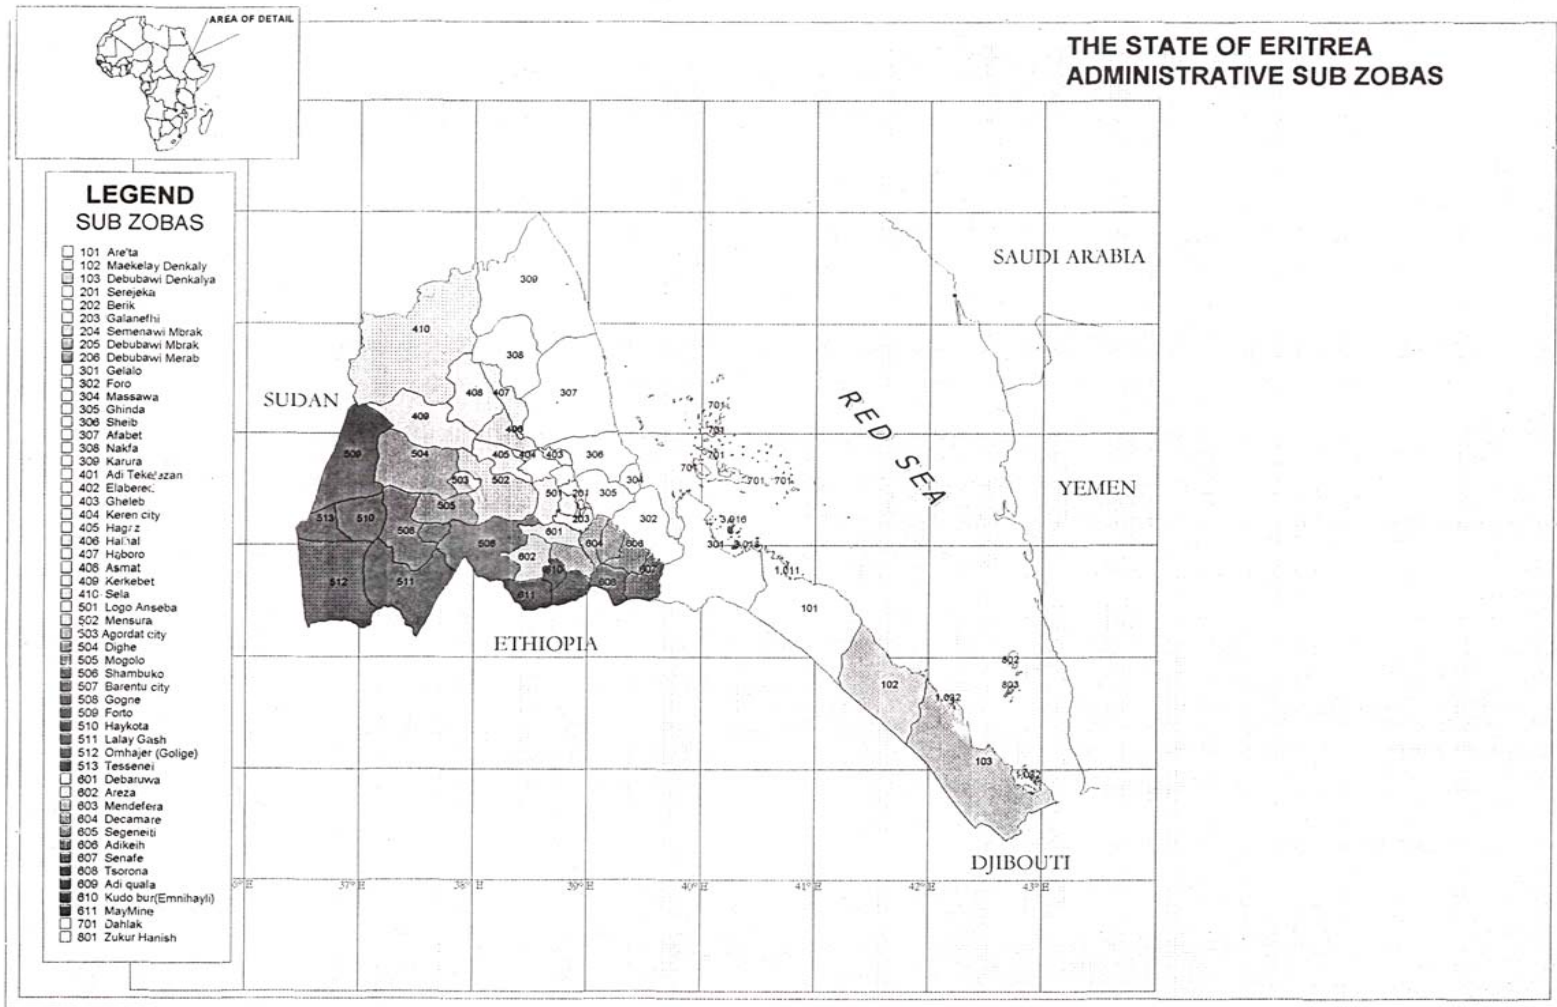 AREA OF DETAIL
THE STATE OF ERITREA
ADMINISTRATIVE SUB ZOBAS
LEGEND
SUB ZOBAS
101 Are'ta
102 Maekelay Denkaly
103 Debubawi Denkalya
201 Serejeka
202 Berik
203 Galanefhi
204 Semenawi Mbrak
205 Debubawi Mbrak
206 Debubawi Merab
301 Gelalo
302 Foro
304 Massawa
305 Ghinda
306 Sheib
307 Afabet
308 Nakfa
309 Karura
401 Adi
402
403 Gheleb
404 Keren city
405
406
407 Haboro
408 Asmat
409 Kerkebet
410 Sela
501 Logo Anseba
502 Mensura
503 Agordat city
504 Dighe
505 Mogolo
506 Shambuko
507 Barentu city
508 Gogne
509 Forto
510 Haykota
511 Lalay Gash
512 Omhajer (Golige)
513 Tessenei
601 Debaruwa
602 Areza
603 Mendefera
604 Decamare
605 Segeneiti
606 Adikeih
607 Senafe
608 Tsorona
609 Adi quala
610 Kudo bur(Emnihayli)
611 MayMine
701 Dahlak
801 Zukur Hanish
SAUDI ARABIA
309
410
308
307
SUDAN
408
407
RED SEA
409
701
406
701
509
504
405
404
403
306
701
701
503
502
304
701
701
YEMEN
501
305
505
302
513
510
203
508
601
604
606
301
602
512
511
610
607
608
1,011
611
101
ETHIOPIA
802
102
803
1,032
103
1,032
DJIBOUTI
37°E
38°E
39°E
40°E
41°E
42°E
43°E